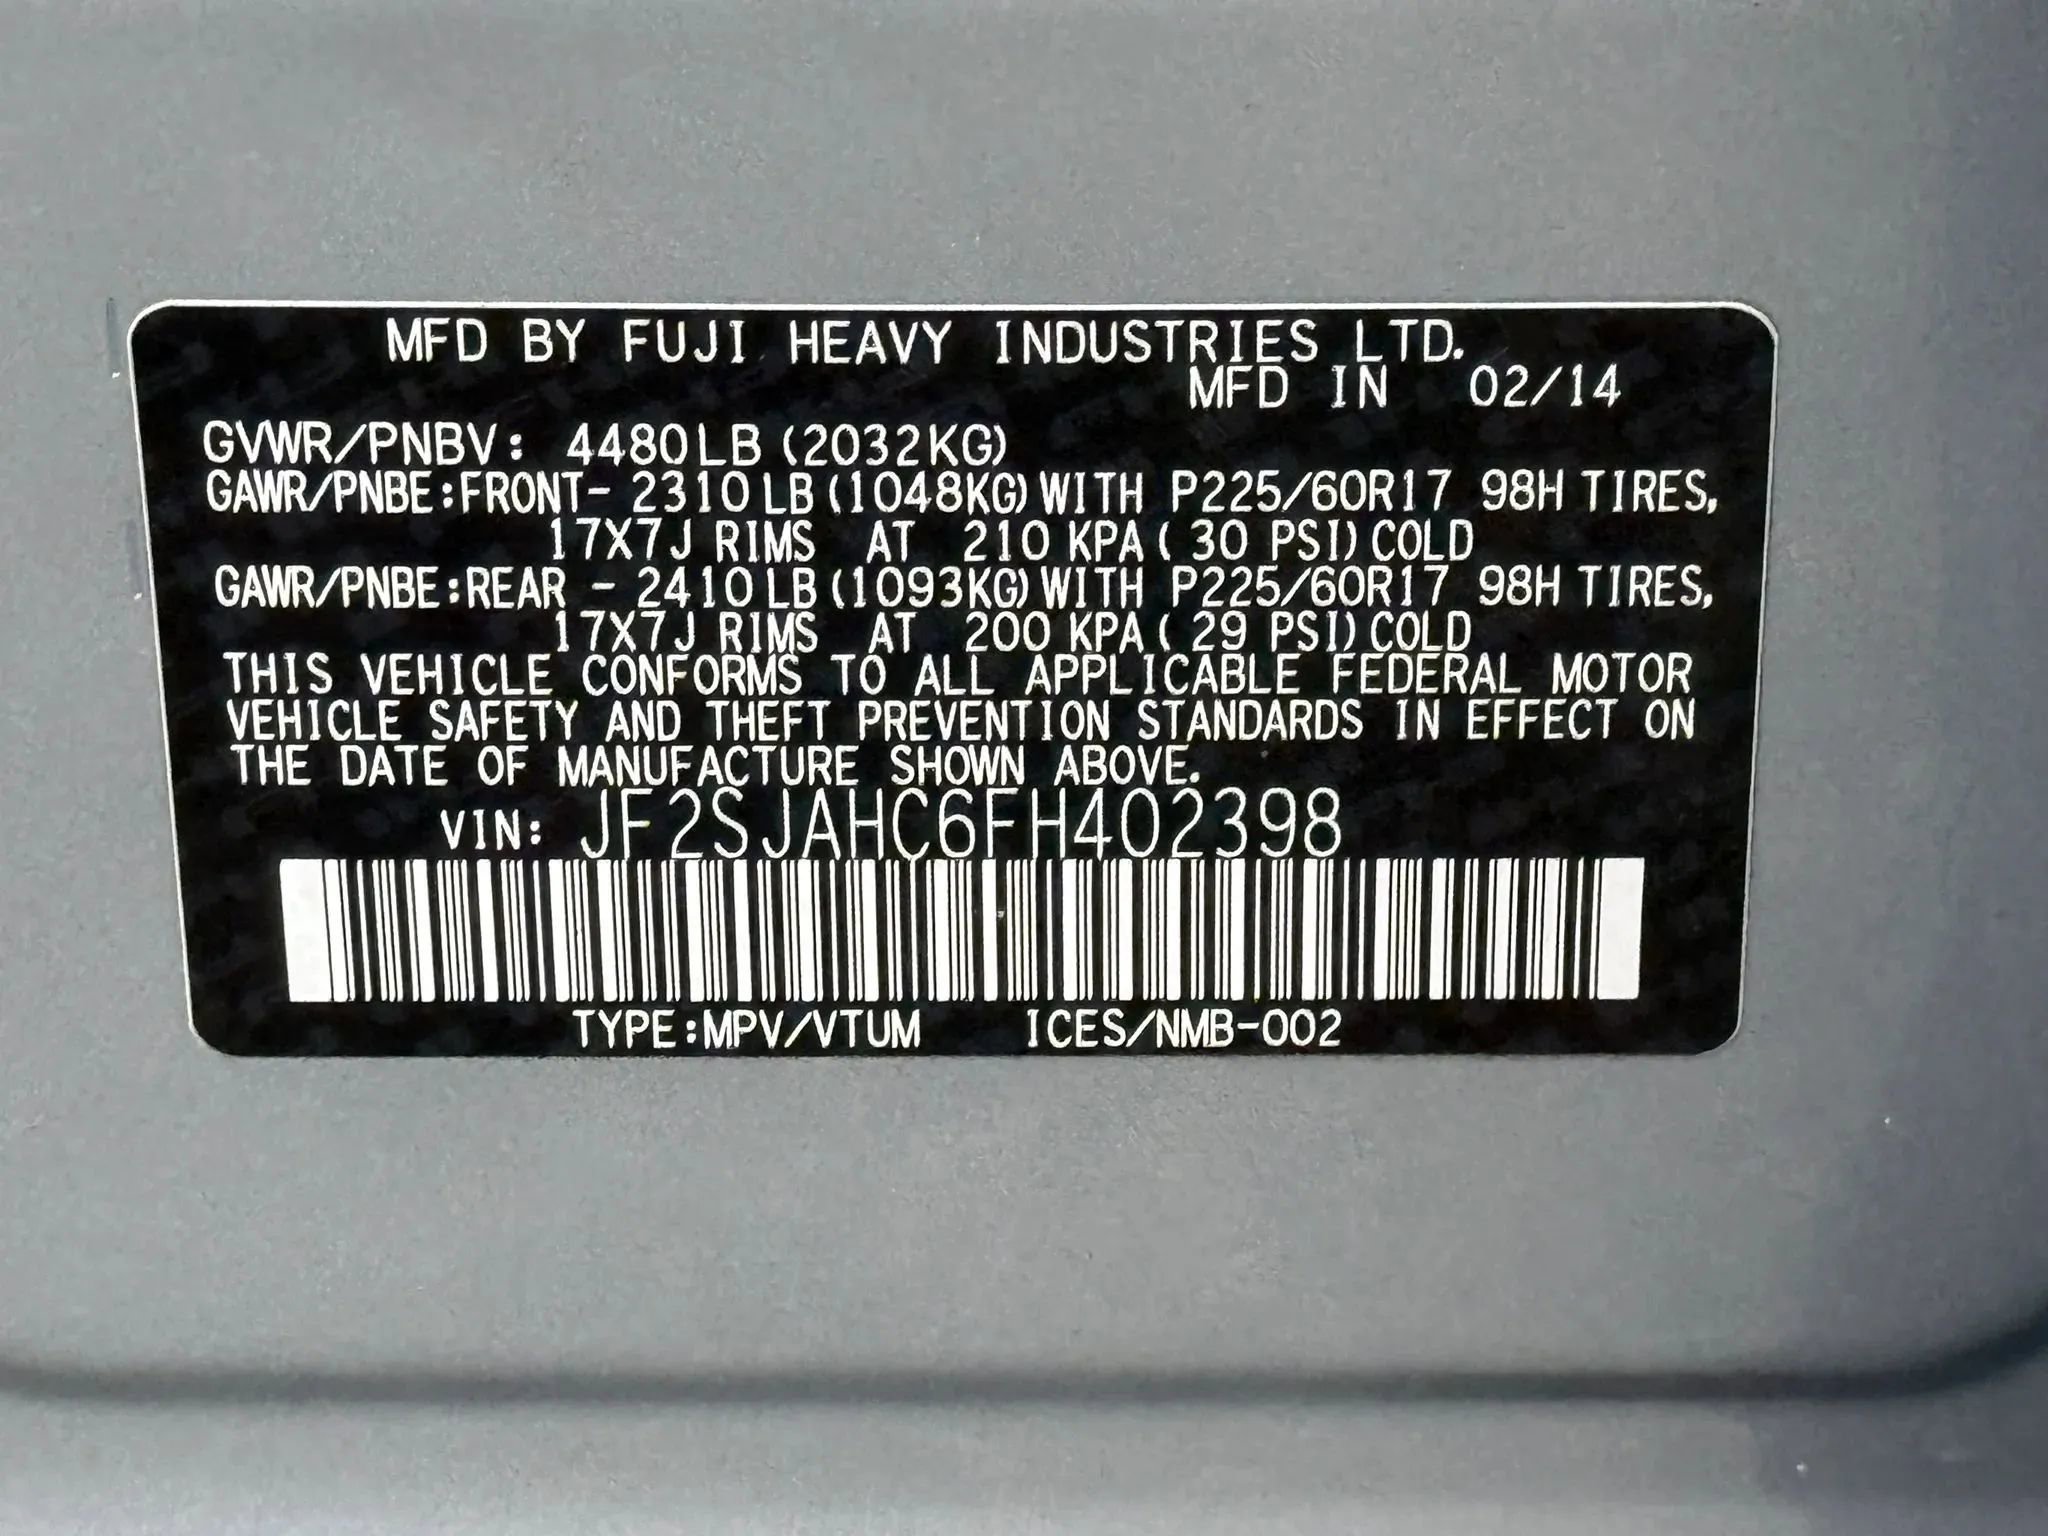 MFD BY FUJI HEAVY INDUSTRIES LTD.
MFD IN 02/14
GVWR/PNBV: 4480LB (2032KG)
GAWR/PNBE:FRONT- 2310LB(1048KG)WITH P225/60R17 98H TIRES,
17X7J RIMS AT 210 KPA( 30 PSI)COLD
GAWR/PNBE:REAR - 2410LB(1093KG)WITH P225/60R17 98H TIRES,
17X7J RIMS AT 200 KPA( 29 PSI)COLD
THIS VEHICLE CONFORMS TO ALL APPLICABLE FEDERAL MOTOR
VEHICLE SAFETY AND THEFT PREVENTION STANDARDS IN EFFECT ON
THE DATE OF MANUFACTURE SHOWN ABOVE.
VIN: JF2SJAHC6FH402398
TYPE:MPV/VTUM ICES/NMB-002